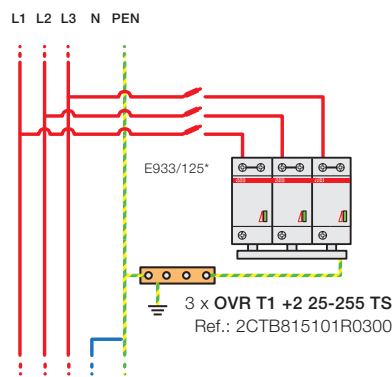 L1 L2 L3 N PEN
E933/125*
3 x OVR T1 +2 25-255 TS
Ref.: 2CTB815101R0300